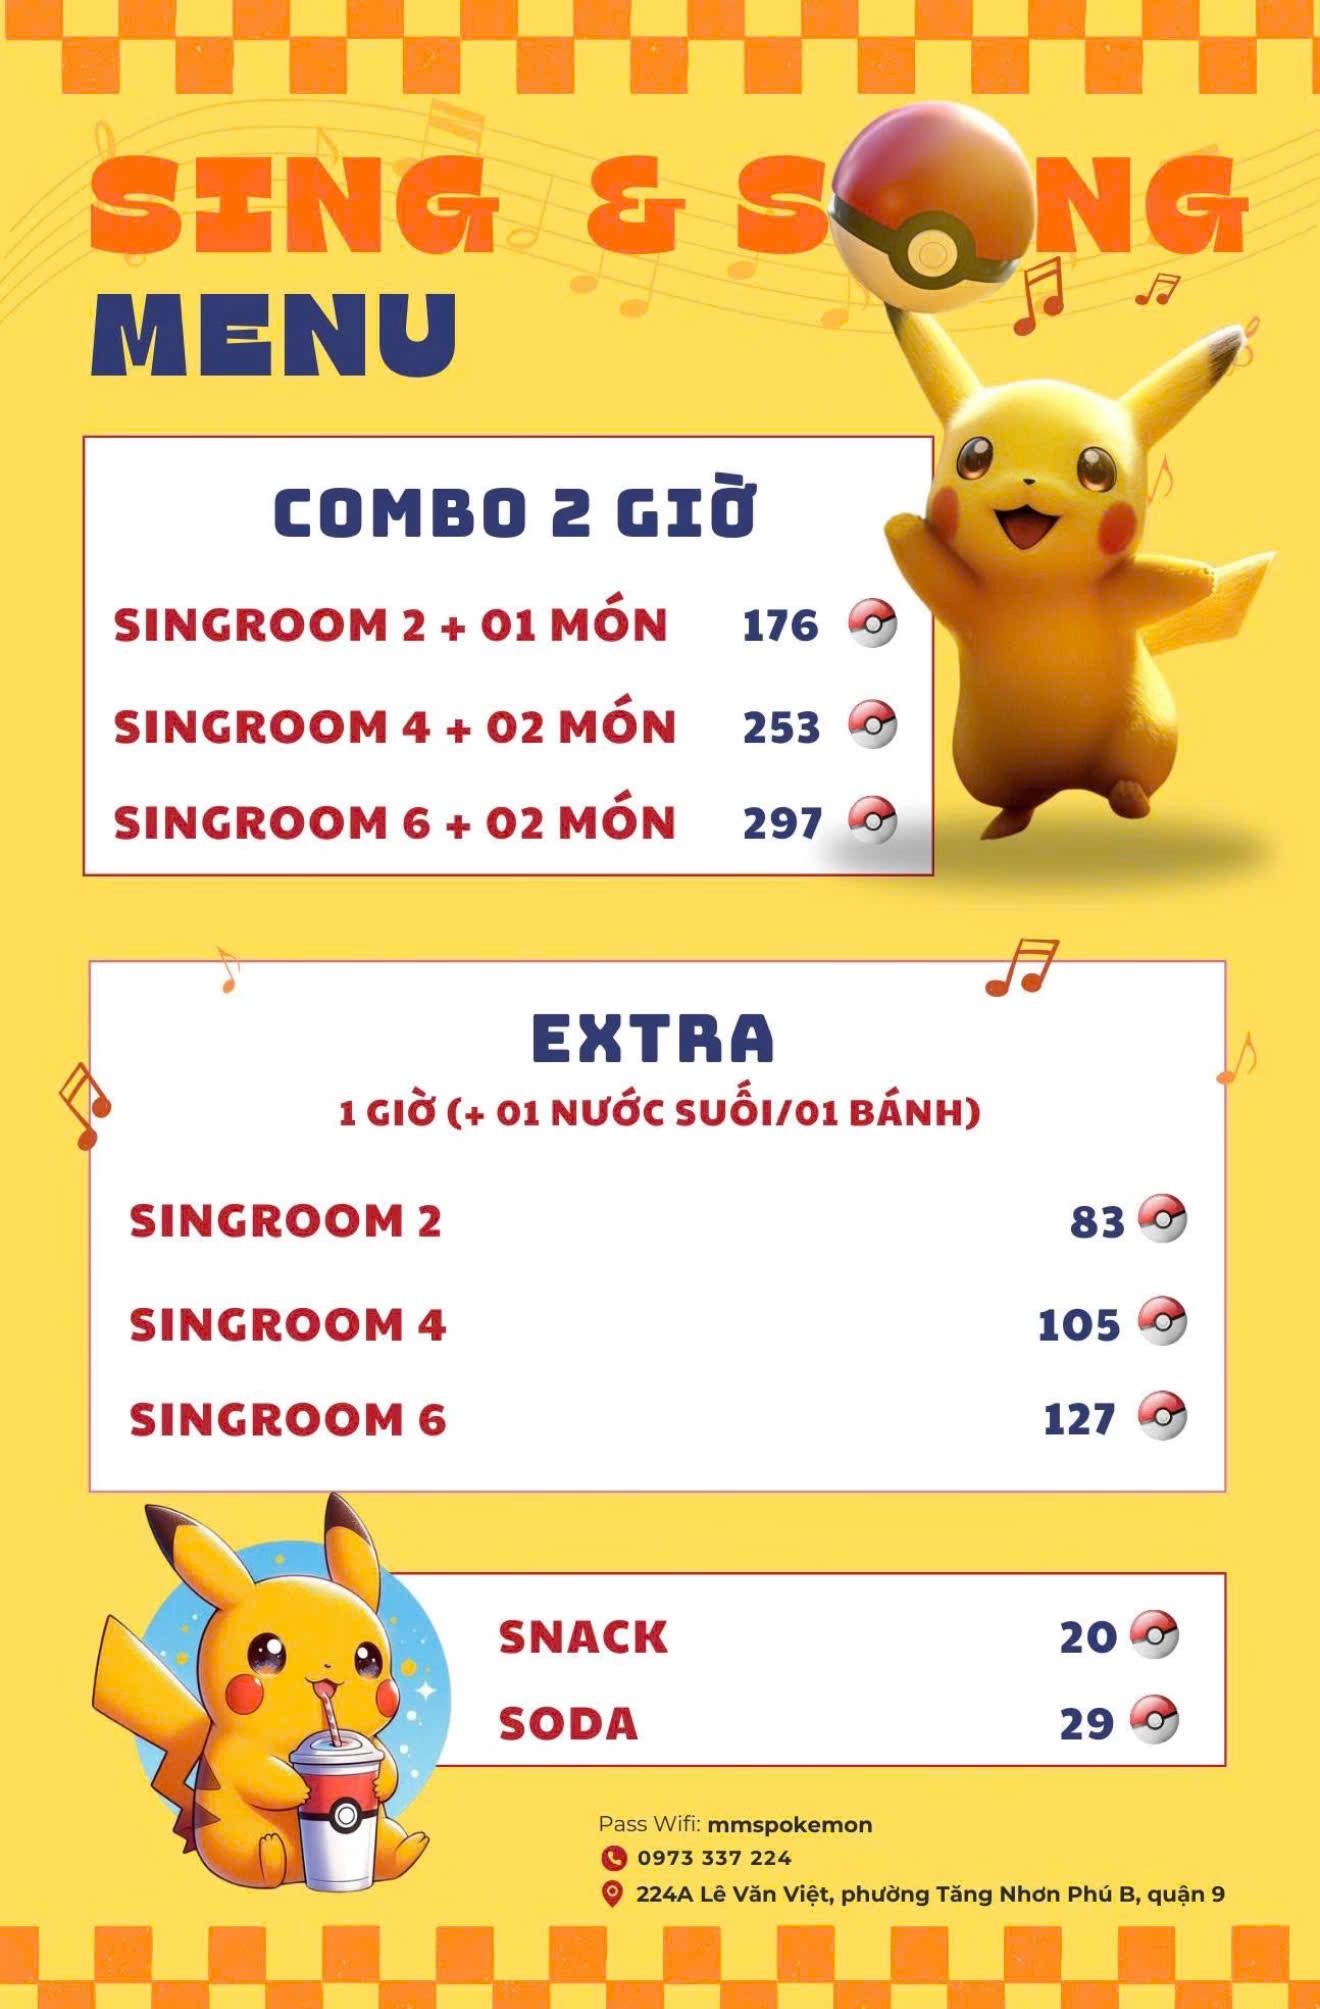 SING & SONG
MENU
COMBO 2 GIỜ
SINGROOM 2 + 01 MÓN 176
SINGROOM 4 + 02 MÓN 253
SINGROOM 6 + 02 MÓN 297
EXTRA
1 GIỜ (+ 01 NƯỚC SUỐI/01 BÁNH)
SINGROOM 2 83
SINGROOM 4 105
SINGROOM 6 127
SNACK 20
SODA 29
Pass Wifi: mmspokemon
0973 337 224
224A Lê Văn Việt, phường Tăng Nhơn Phú B, quận 9